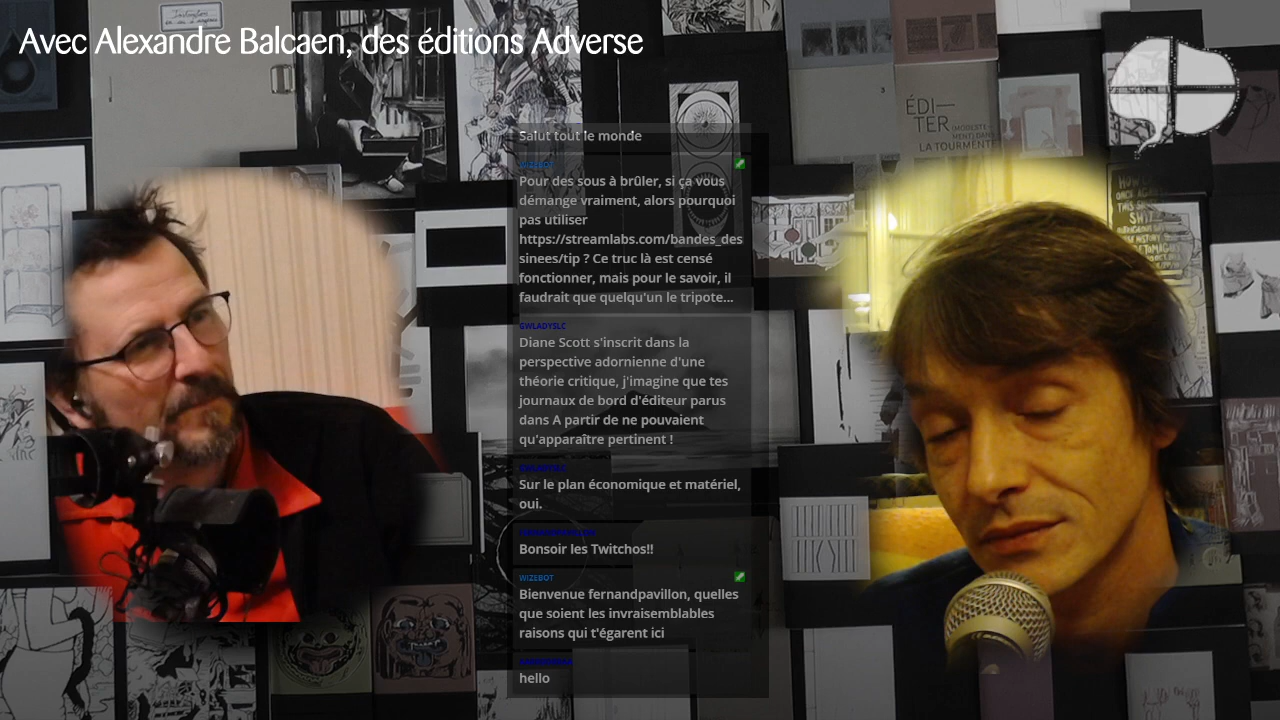 Avec Alexandre Balcaen, des éditions Adverse
ÉDI—
TER (MODESTE-
MENT) DANS
LA TOURMENTE
Salut tout le monde
WIZEBOT
Pour des sous à brûler, si ça vous
démange vraiment, alors pourquoi
pas utiliser
https://streamlabs.com/bandes_des
sinees/tip ? Ce truc là est censé
fonctionner, mais pour le savoir, il
faudrait que quelqu'un le tripote...
GWLADYSLC
Diane Scott s'inscrit dans la
perspective adornienne d'une
théorie critique, j'imagine que tes
journaux de bord d'éditeur parus
dans A partir de ne pouvaient
qu'apparaître pertinent !
Sur le plan économique et matériel,
oui.
Bonsoir les Twitchos!!
WIZEBOT
Bienvenue fernandpavillon, quelles
que soient les invraisemblables
raisons qui t'égarent ici
hello